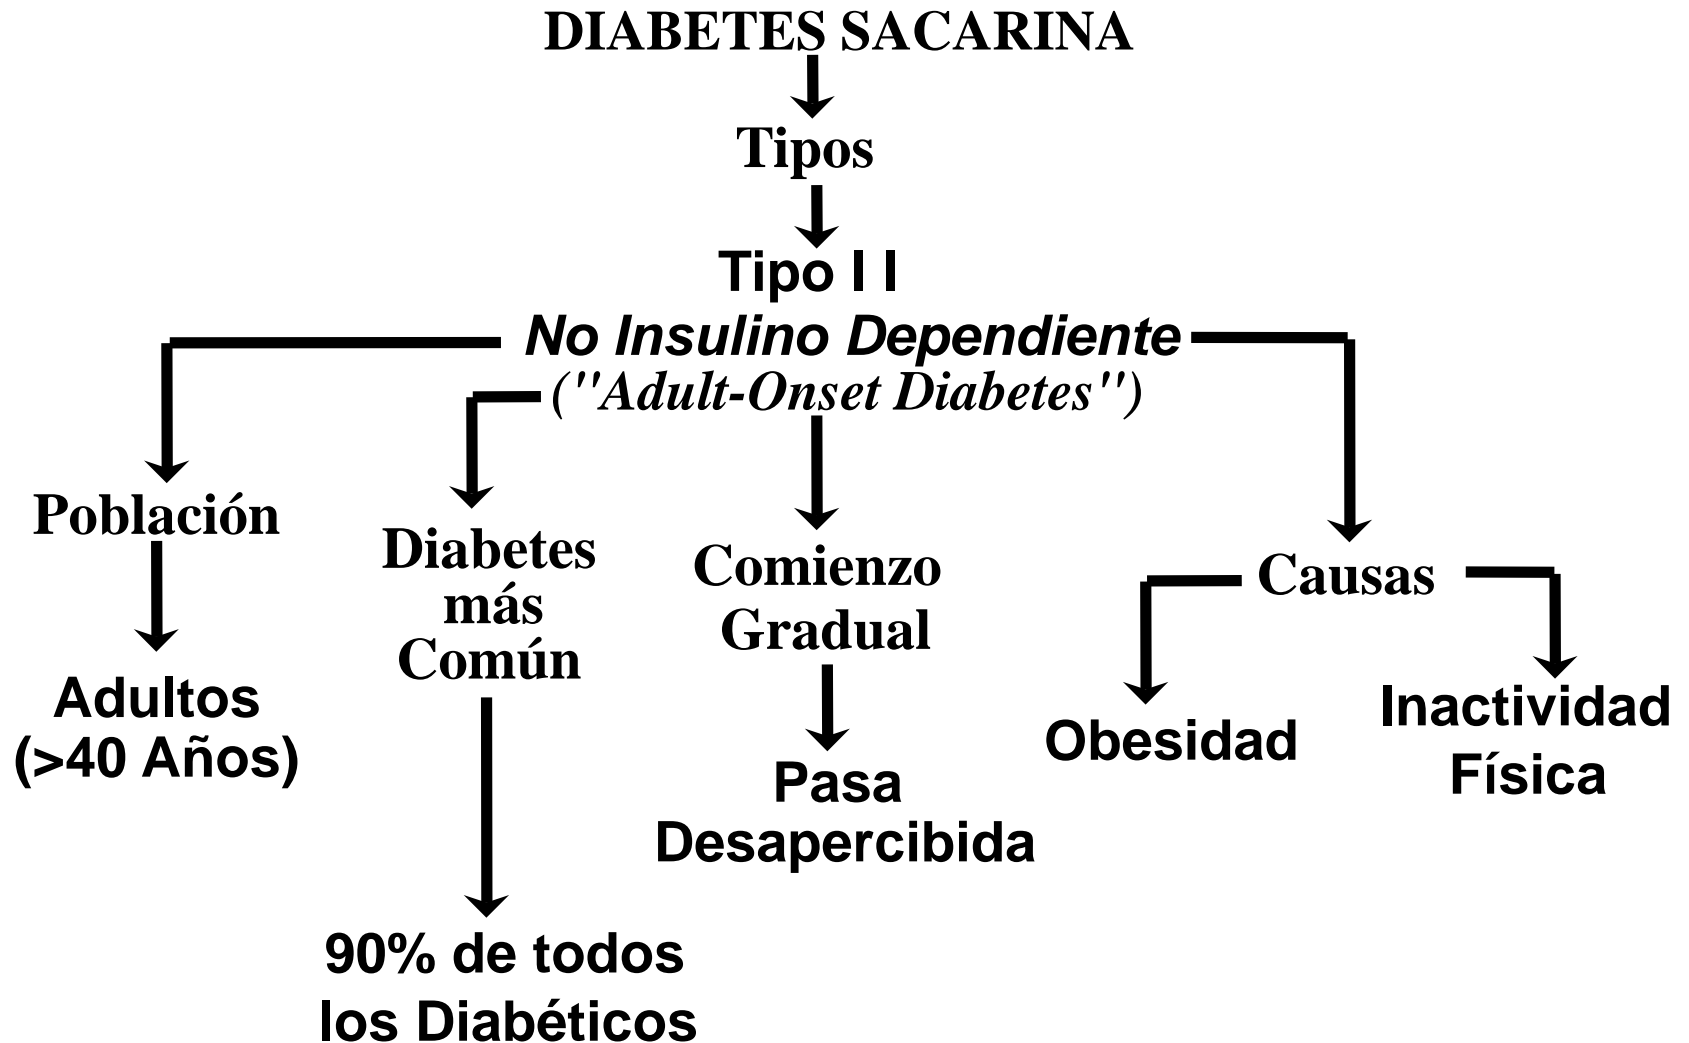 DIABETES SACARINA
Tipos
Tipo I I
No Insulino Dependiente
(''Adult-Onset Diabetes'')
Población
Adultos
(>40 Años)
Diabetes
más
Común
90% de todos
los Diabéticos
Comienzo
Gradual
Pasa
Desapercibida
Causas
Obesidad
Inactividad
Física